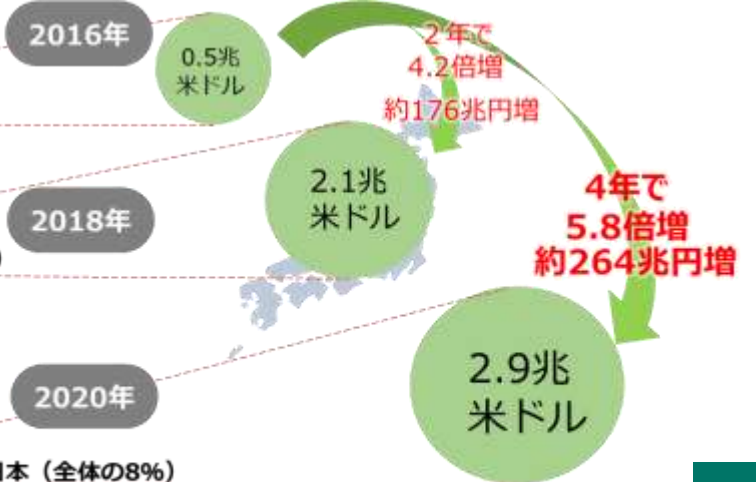 2016年
0.5兆
米ドル
2年で
4.2倍増
約176兆円増
2018年
2.1兆
米ドル
4年で
5.8倍増
約264兆円増
2020年
2.9兆
米ドル
本（全体の8%）